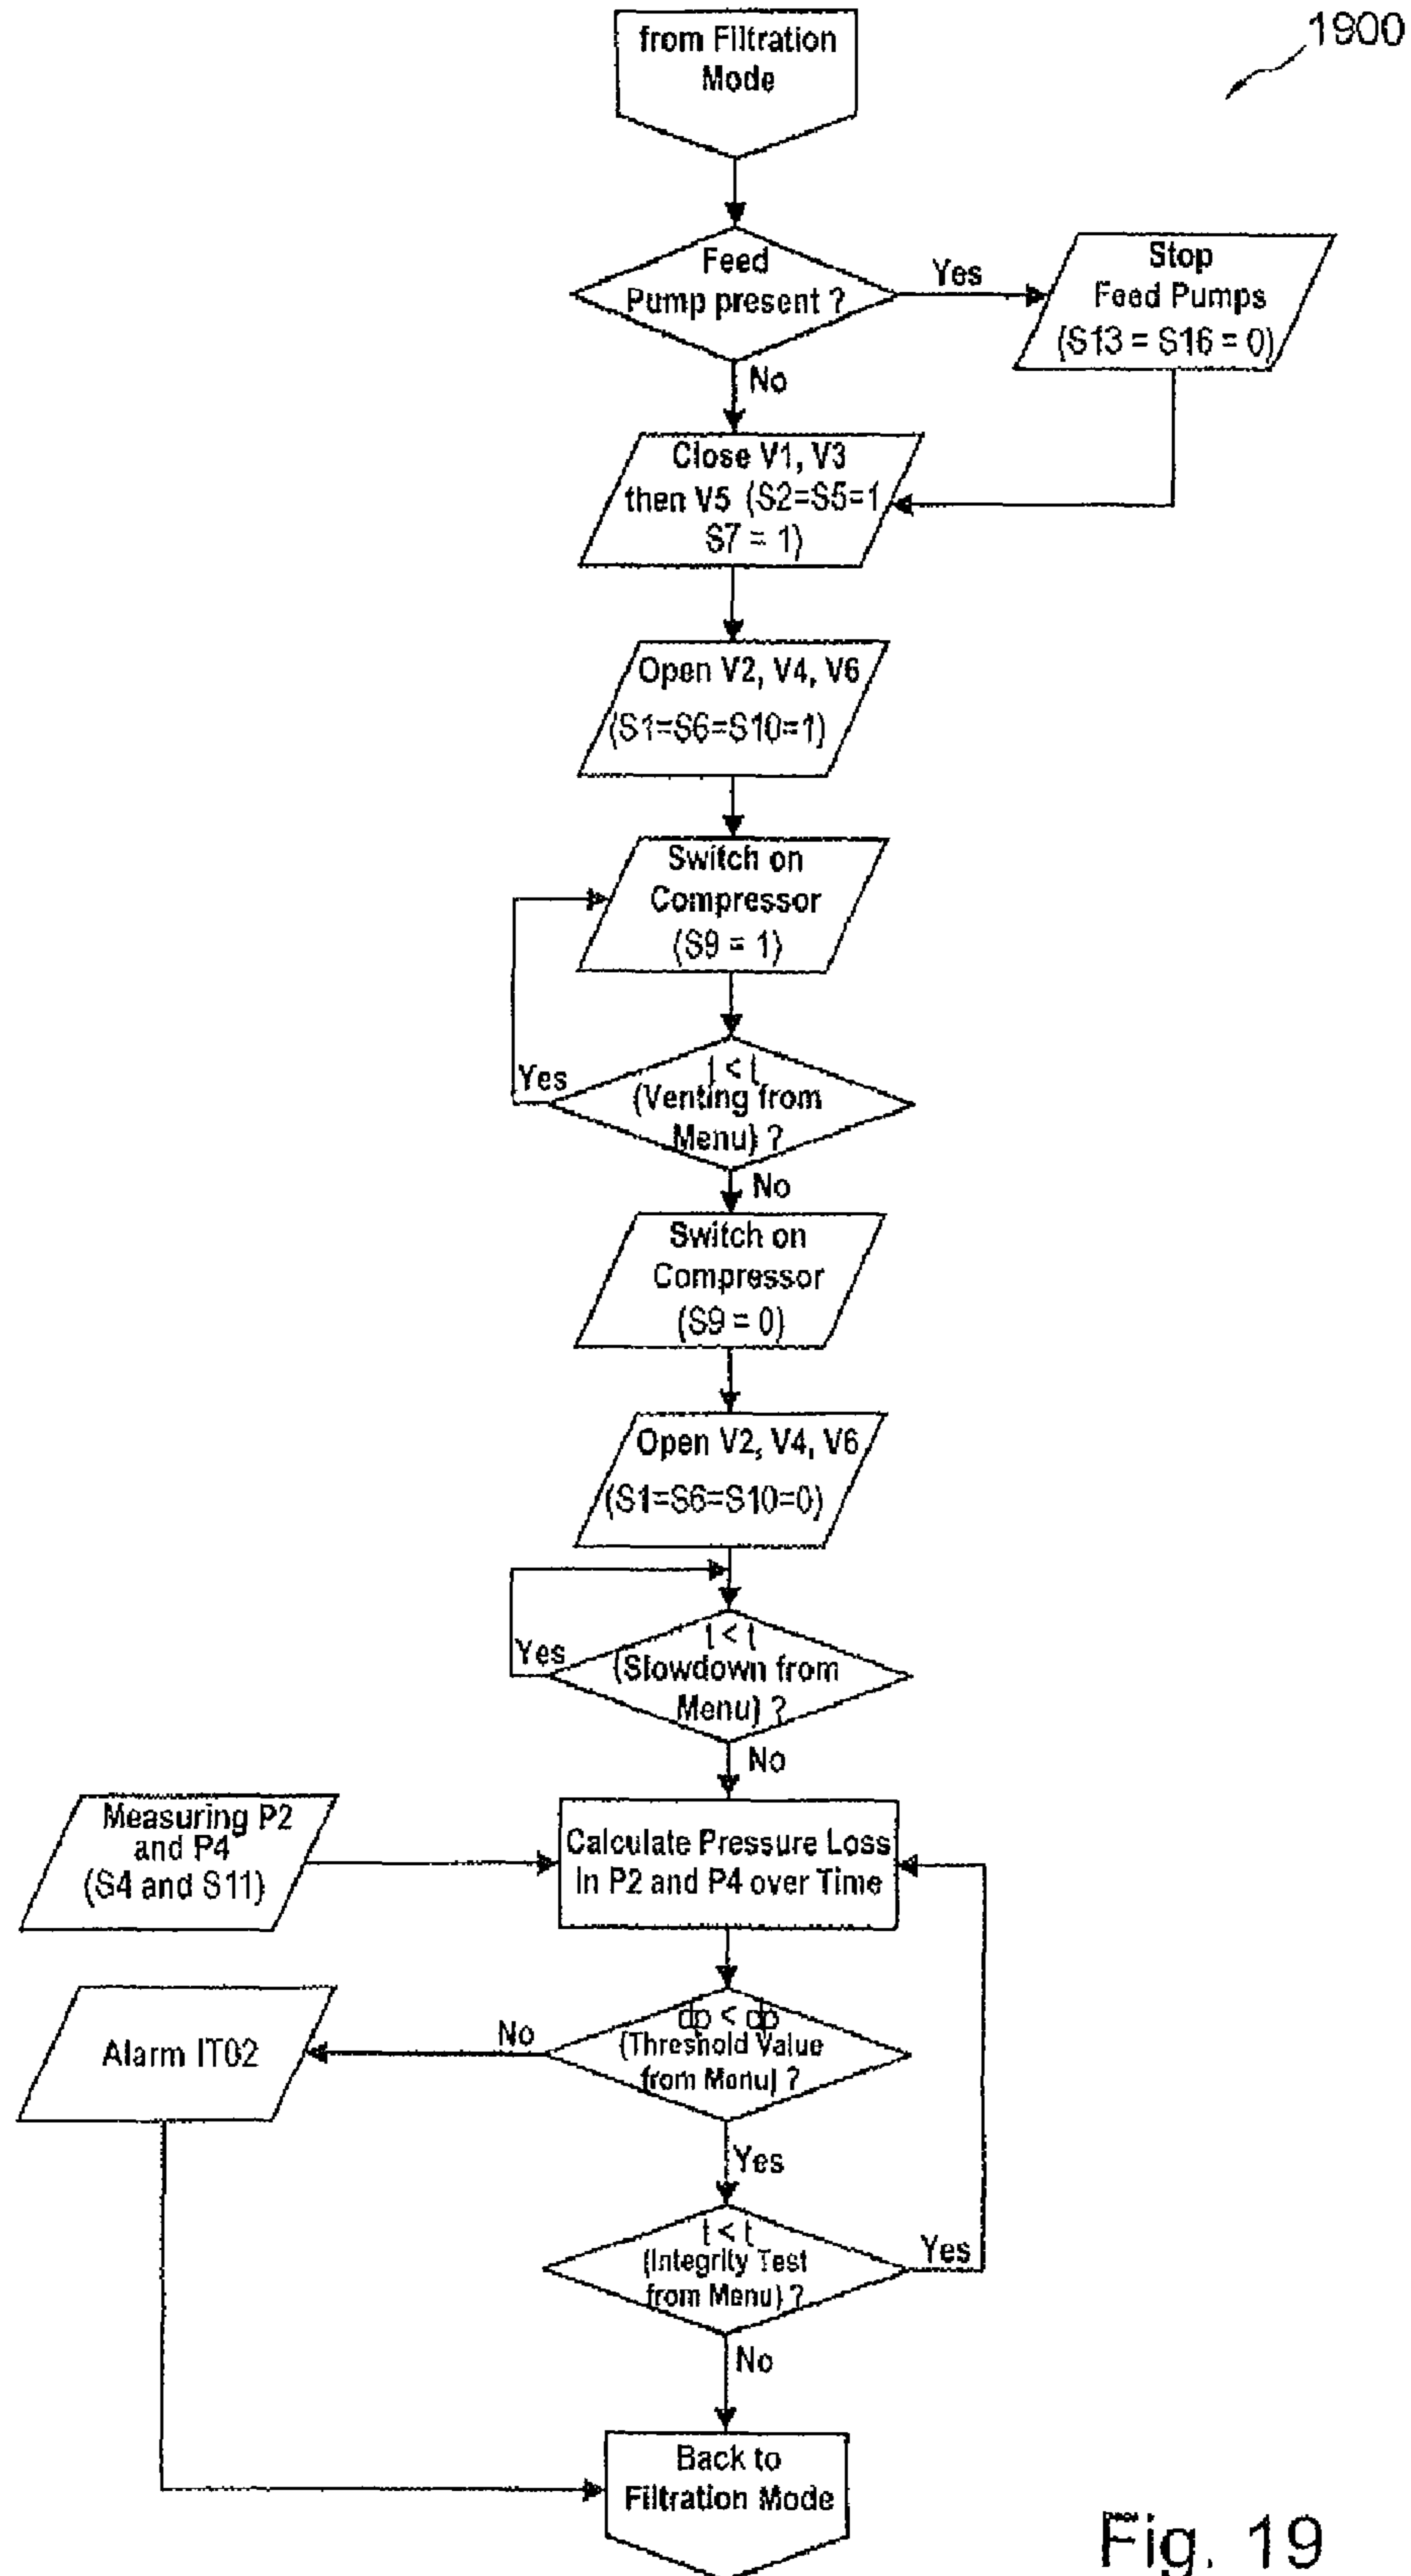 1900
from Filtration
Mode
Feed
Pump present ?
Yes
Stop
Feed Pumps
(S13 = S16 = 0)
No
Close V1, V3
then V5 (S2=S5=1
S7 = 1)
Open V2, V4, V6
(S1=S6=S10=1)
Switch on
Compressor
(S9 = 1)
t < t
(Venting from
Menu) ?
Yes
No
Switch on
Compressor
(S9 = 0)
Open V2, V4, V6
(S1=S6=S10=0)
t < t
(Slowdown from
Menu) ?
Yes
No
Measuring P2
and P4
(S4 and S11)
Calculate Pressure Loss
in P2 and P4 over Time
dp < dp
(Threshold Value
from Menu) ?
No
Alarm IT02
Yes
t < t
(Integrity Test
from Menu) ?
Yes
No
Back to
Filtration Mode
Fig. 19